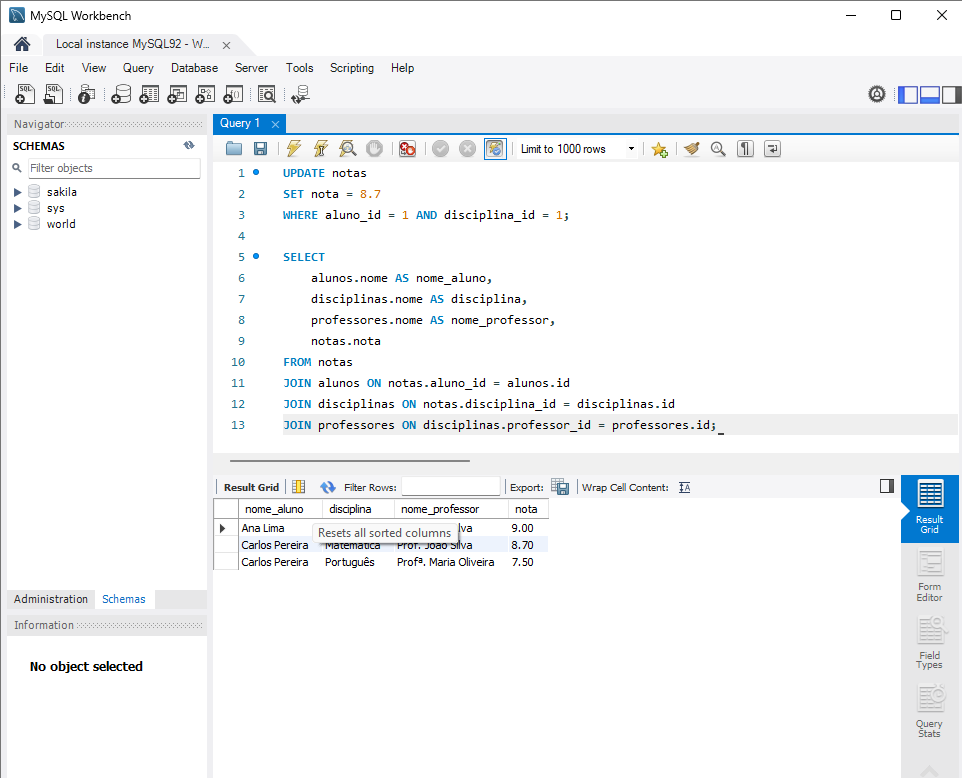 MySQL Workbench
Local instance MySQL92 - W...
File Edit View Query Database Server Tools Scripting Help
Navigator
SCHEMAS
Filter objects
sakila
sys
world
Administration Schemas
Information
No object selected
Query 1
Limit to 1000 rows
1 UPDATE notas
2 SET nota = 8.7
3 WHERE aluno_id = 1 AND disciplina_id = 1;
4
5 SELECT
6 alunos.nome AS nome_aluno,
7 disciplinas.nome AS disciplina,
8 professores.nome AS nome_professor,
9 notas.nota
10 FROM notas
11 JOIN alunos ON notas.aluno_id = alunos.id
12 JOIN disciplinas ON notas.disciplina_id = disciplinas.id
13 JOIN professores ON disciplinas.professor_id = professores.id;
Result Grid Filter Rows: Export: Wrap Cell Content:
nome_aluno disciplina nome_professor nota
Ana Lima 9.00
Resets all sorted columns
Carlos Pereira Matemática Prof. João Silva 8.70
Carlos Pereira Português Profª. Maria Oliveira 7.50
Result
Grid
Form
Editor
Field
Types
Query
Stats